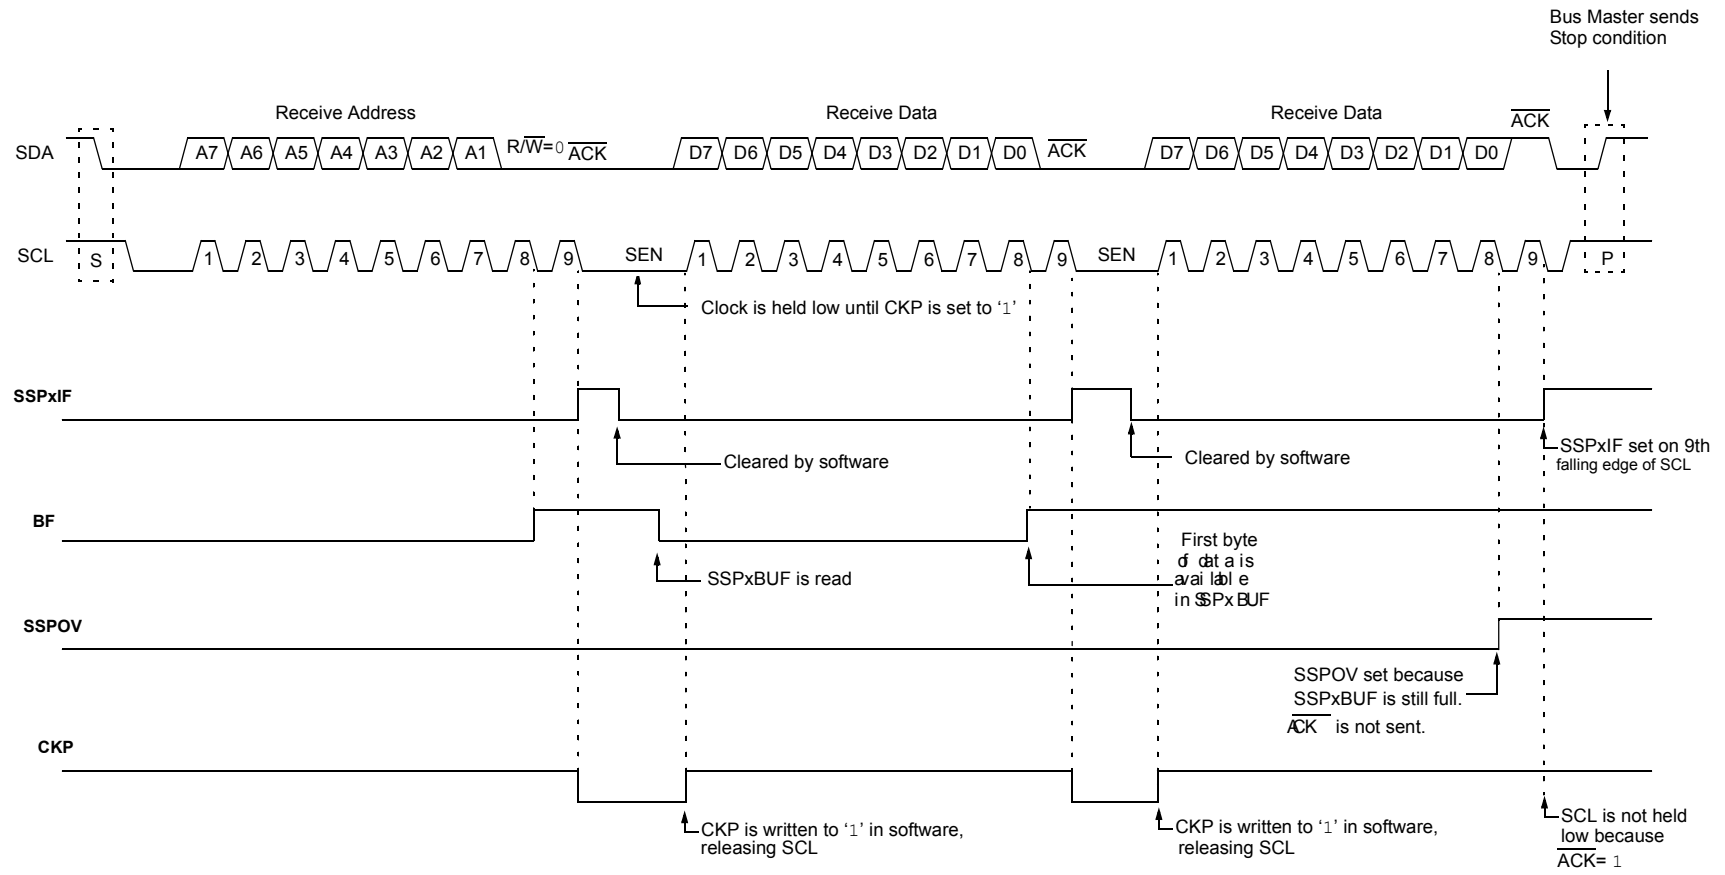 Bus Master sends
Stop condition
Receive Address
Receive Data
Receive Data
ACK
SDA
A7 A6 A5 A4 A3 A2 A1 R/W=0 ACK
D7 D6 D5 D4 D3 D2 D1 D0 ACK
D7 D6 D5 D4 D3 D2 D1 D0
SCL
S
1 2 3 4 5 6 7 8 9 SEN
1 2 3 4 5 6 7 8 9 SEN
1 2 3 4 5 6 7 8 9
P
Clock is held low until CKP is set to ‘1’
SSPxIF
Cleared by software
Cleared by software
SSPxIF set on 9th
falling edge of SCL
BF
SSPxBUF is read
First byte
of data is
available
in SSPxBUF
SSPOV
SSPOV set because
SSPxBUF is still full.
ACK is not sent.
CKP
CKP is written to ‘1’ in software,
releasing SCL
CKP is written to ‘1’ in software,
releasing SCL
SCL is not held
low because
ACK= 1